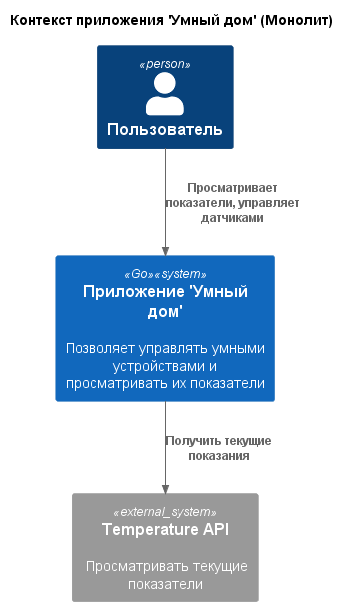 Контекст приложения 'Умный дом' (Монолит)
«person»
Пользователь
Просматривает
показатели, управляет
датчиками
«Go»«system»
Приложение 'Умный
дом'
Позволяет управлять умными
устройствами и
просматривать их показатели
Получить текущие
показания
«external_system»
Temperature API
Просматривать текущие
показатели